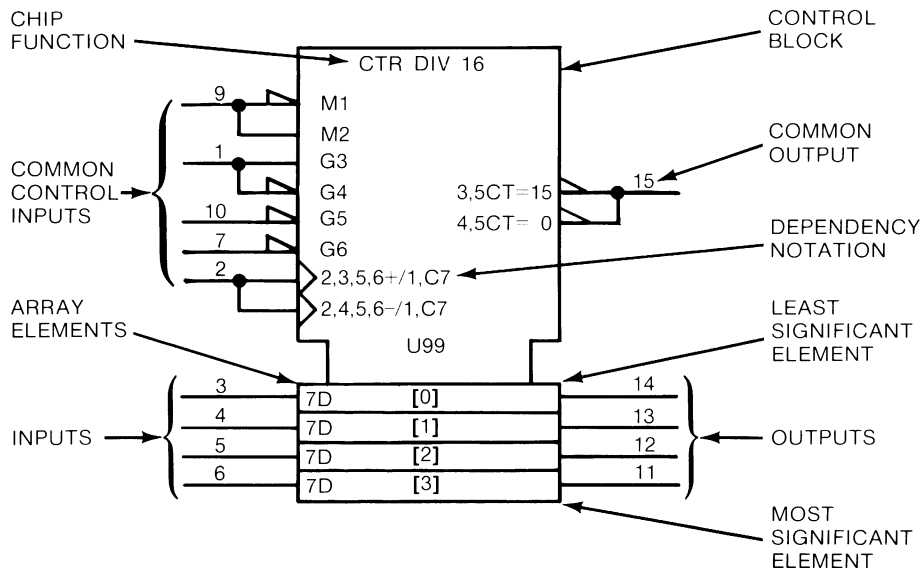 CHIP
FUNCTION
CONTROL
BLOCK
CTR DIV 16
9
M1
M2
1
G3
COMMON
OUTPUT
COMMON
CONTROL
INPUTS
G4
3,5CT=15
15
10
G5
4,5CT= 0
7
G6
DEPENDENCY
NOTATION
2
2,3,5,6+/1,C7
2,4,5,6−/1,C7
ARRAY
ELEMENTS
U99
LEAST
SIGNIFICANT
ELEMENT
3
7D [0]
14
4
7D [1]
13
INPUTS
OUTPUTS
5
7D [2]
12
6
7D [3]
11
MOST
SIGNIFICANT
ELEMENT